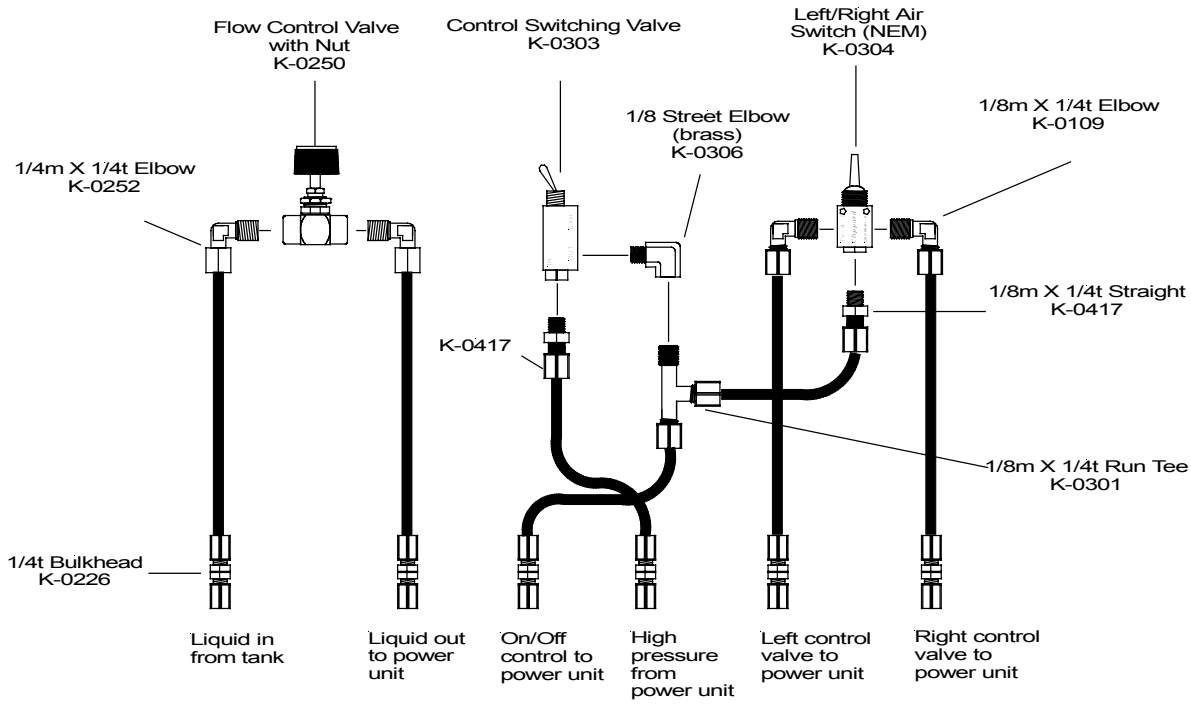 Flow Control Valve
with Nut
K-0250
Control Switching Valve
K-0303
Left/Right Air
Switch (NEM)
K-0304
1/8 Street Elbow
(brass)
K-0306
1/8m X 1/4t Elbow
K-0109
1/4m X 1/4t Elbow
K-0252
IN
OUT
1/8m X 1/4t Straight
K-0417
K-0417
1/8m X 1/4t Run Tee
K-0301
1/4t Bulkhead
K-0226
Liquid in
from tank
Liquid out
to power
unit
On/Off
control to
power unit
High
pressure
from
power unit
Left control
valve to
power unit
Right control
valve to
power unit